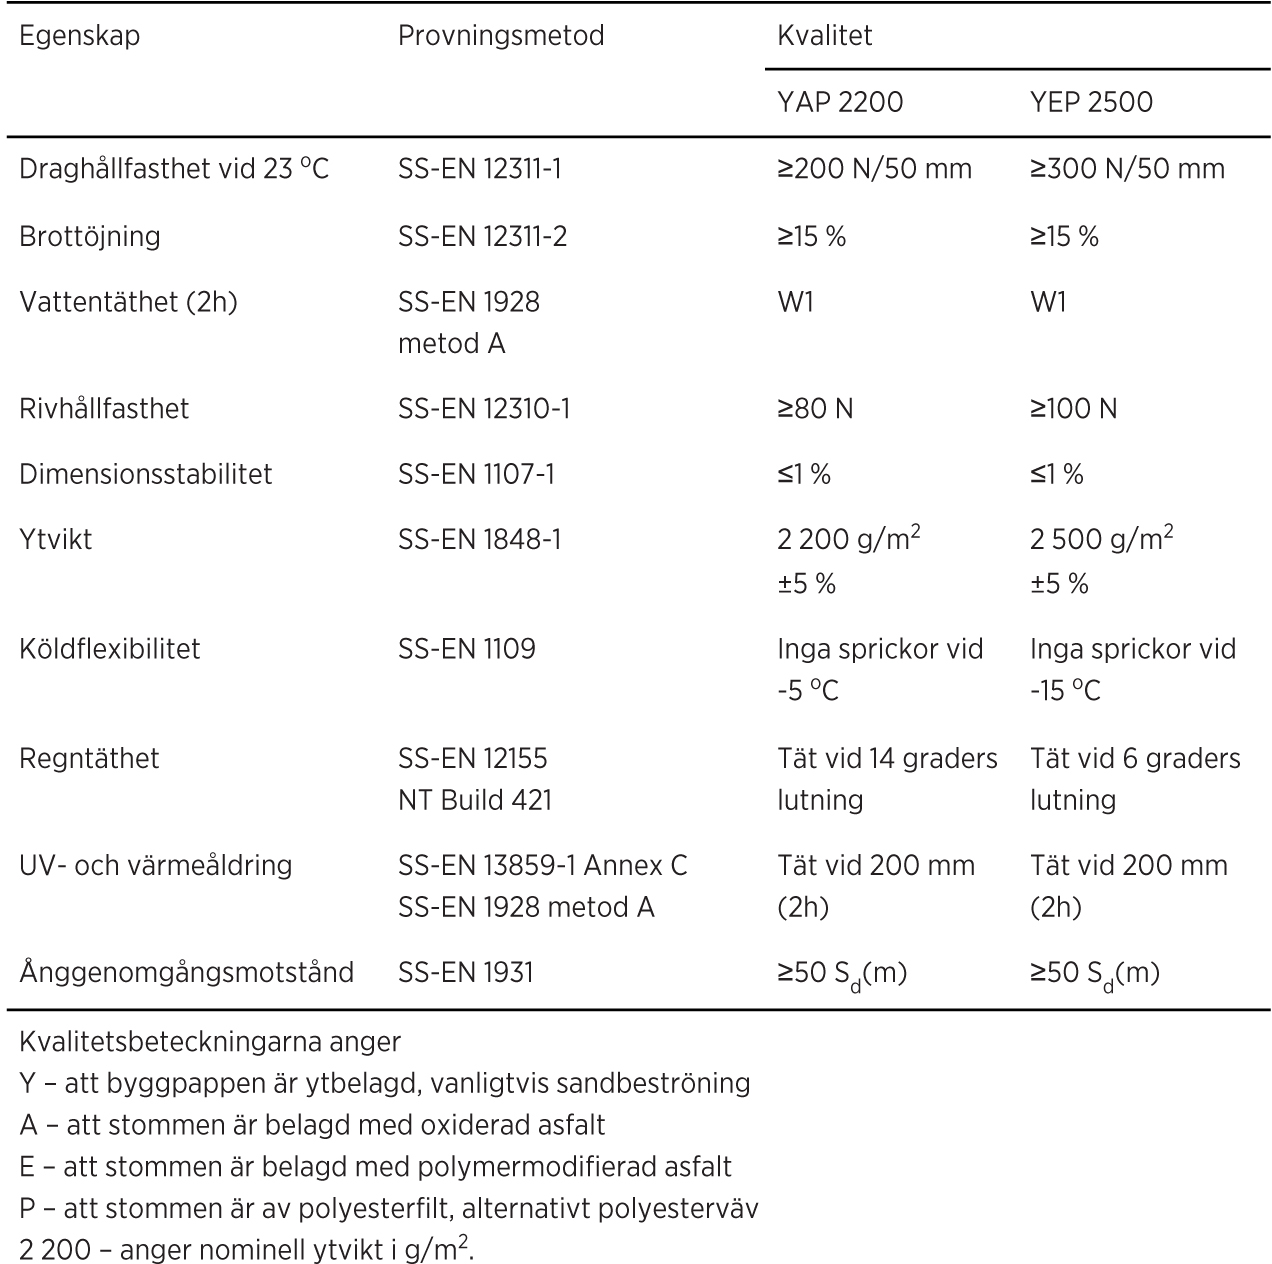 Egenskap Provningsmetod Kvalitet
YAP 2200 YEP 2500
Draghållfasthet vid 23 °C SS-EN 12311-1 ≥200 N/50 mm ≥300 N/50 mm
Brottöjning SS-EN 12311-2 ≥15 % ≥15 %
Vattentäthet (2h) SS-EN 1928 W1 W1
metod A
Rivhållfasthet SS-EN 12310-1 ≥80 N ≥100 N
Dimensionsstabilitet SS-EN 1107-1 ≤1 % ≤1 %
Ytvikt SS-EN 1848-1 2 200 g/m² 2 500 g/m²
±5 % ±5 %
Köldflexibilitet SS-EN 1109 Inga sprickor vid Inga sprickor vid
-5 °C -15 °C
Regntäthet SS-EN 12155 Tät vid 14 graders Tät vid 6 graders
NT Build 421 lutning lutning
UV- och värmeåldring SS-EN 13859-1 Annex C Tät vid 200 mm Tät vid 200 mm
SS-EN 1928 metod A (2h) (2h)
Ånggenomgångsmotstånd SS-EN 1931 ≥50 Sd(m) ≥50 Sd(m)
Kvalitetsbeteckningarna anger
Y – att byggpappen är ytbelagd, vanligtvis sandbeströning
A – att stommen är belagd med oxiderad asfalt
E – att stommen är belagd med polymermodifierad asfalt
P – att stommen är av polyesterfilt, alternativt polyesterväv
2 200 – anger nominell ytvikt i g/m².